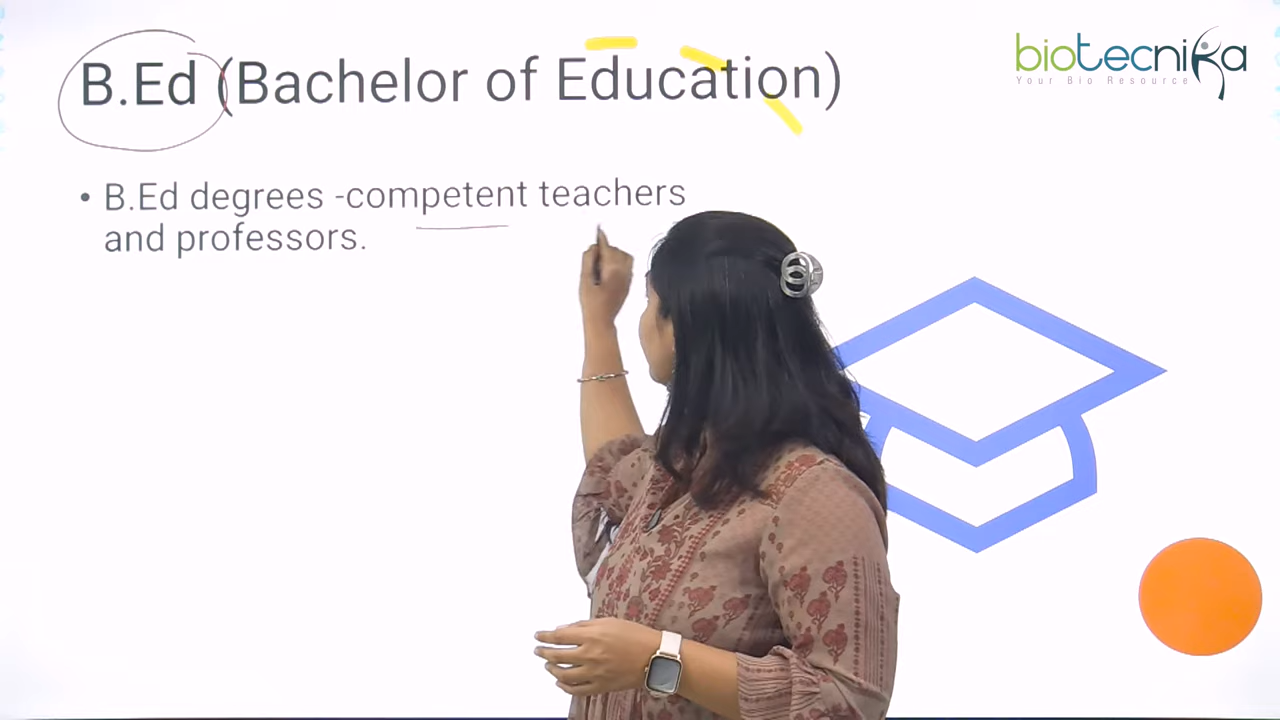 B.Ed (Bachelor of Education)
biotecnika
Your Bio Resource
• B.Ed degrees -competent teachers
and professors.